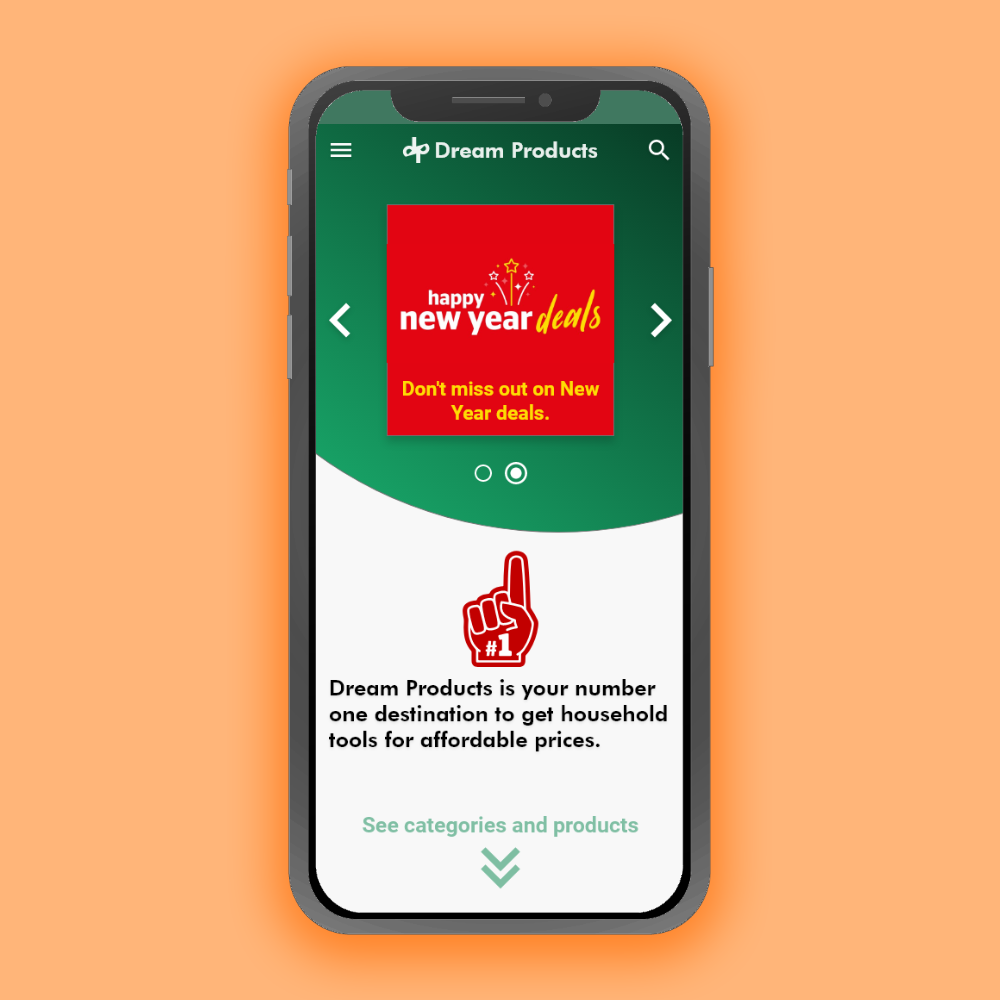 dp Dream Products
happy
new year deals
Don't miss out on New
Year deals.
#1
Dream Products is your number
one destination to get household
tools for affordable prices.
See categories and products